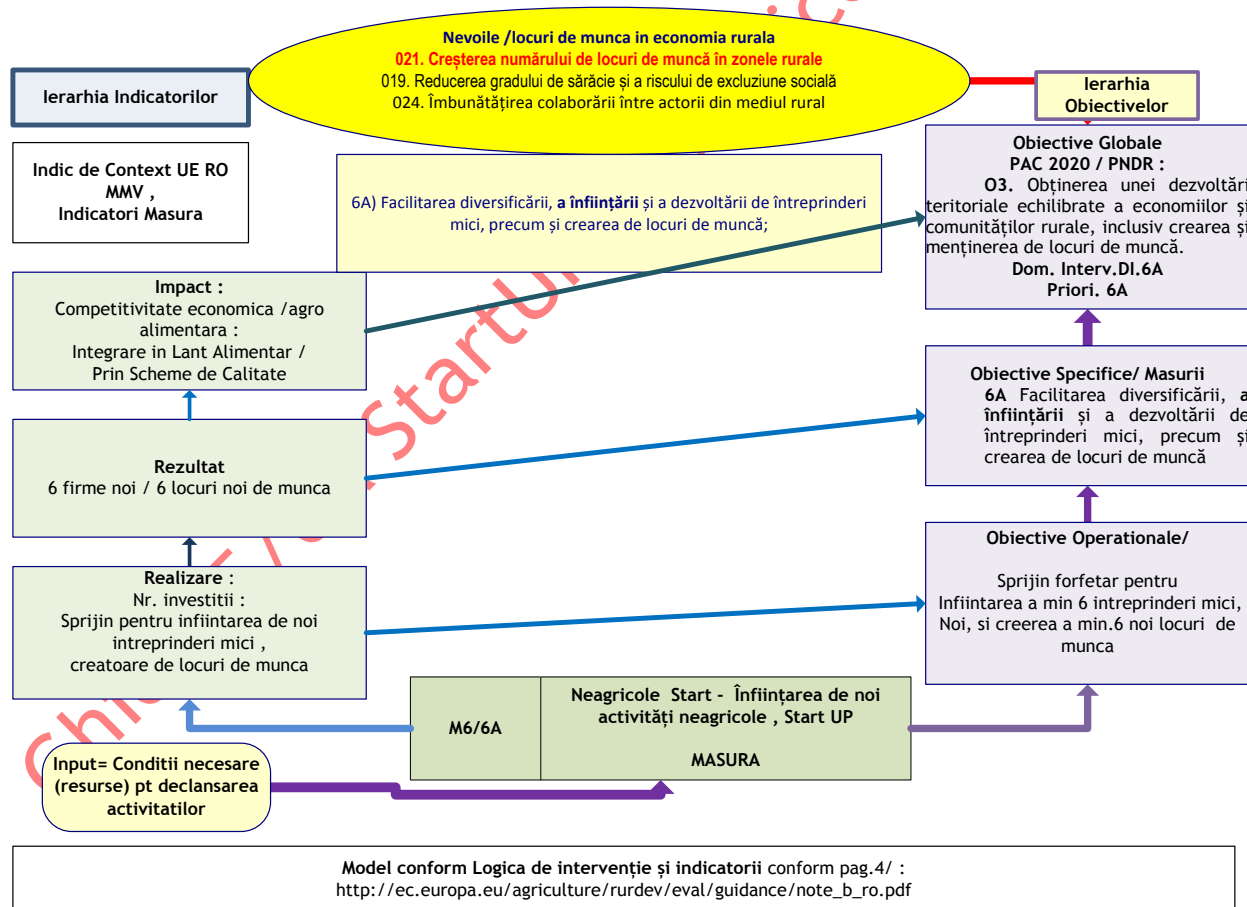 Nevoile /locuri de munca in economia rurala
021. Creșterea numărului de locuri de muncă în zonele rurale
019. Reducerea gradului de sărăcie și a riscului de excluziune socială
024. Îmbunătățirea colaborării între actorii din mediul rural
Ierarhia Indicatorilor
Ierarhia
Obiectivelor
Indic de Context UE RO
MMV ,
Indicatori Masura
6A) Facilitarea diversificării, a înființării și a dezvoltării de întreprinderi
mici, precum și crearea de locuri de muncă;
Obiective Globale
PAC 2020 / PNDR :
O3. Obținerea unei dezvoltări
teritoriale echilibrate a economiilor și
comunităților rurale, inclusiv crearea și
menținerea de locuri de muncă.
Dom. Interv.DI.6A
Priori. 6A
Impact :
Competitivitate economica /agro
alimentara :
Integrare in Lant Alimentar /
Prin Scheme de Calitate
Obiective Specifice/ Masurii
6A Facilitarea diversificării, a
înființării și a dezvoltării de
întreprinderi mici, precum și
crearea de locuri de muncă
Rezultat
6 firme noi / 6 locuri noi de munca
Realizare :
Nr. investitii :
Sprijin pentru infiintarea de noi
intreprinderi mici ,
creatoare de locuri de munca
Obiective Operationale/
Sprijin forfetar pentru
Infiintarea a min 6 intreprinderi mici,
Noi, si creerea a min.6 noi locuri de
munca
M6/6A
Neagricole Start - Înființarea de noi
activități neagricole , Start UP
MASURA
Input= Conditii necesare
(resurse) pt declansarea
activitatilor
Model conform Logica de intervenție și indicatorii conform pag.4/ :
http://ec.europa.eu/agriculture/rurdev/eval/guidance/note_b_ro.pdf